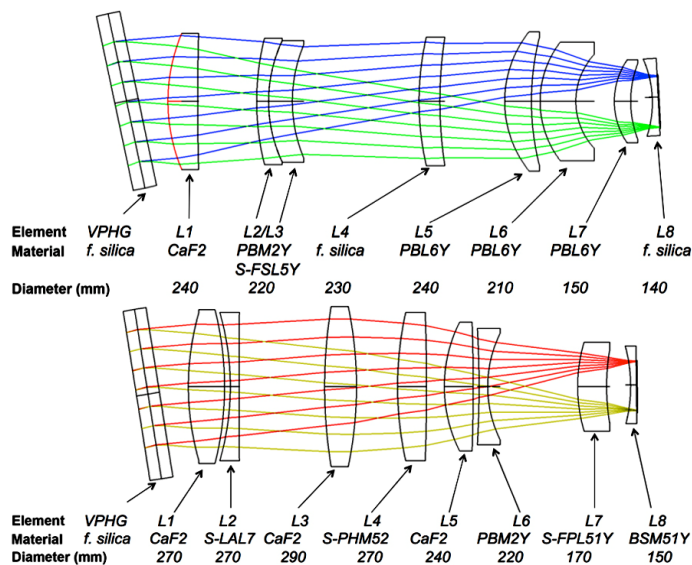 Element VPHG L1 L2/L3 L4 L5 L6 L7 L8
Material f. silica CaF2 PBM2Y f. silica PBL6Y PBL6Y PBL6Y f. silica
S-FSL5Y
Diameter (mm) 240 220 230 240 210 150 140
Element VPHG L1 L2 L3 L4 L5 L6 L7 L8
Material f. silica CaF2 S-LAL7 CaF2 S-PHM52 CaF2 PBM2Y S-FPL51Y BSM51Y
Diameter (mm) 270 270 290 270 240 220 170 150